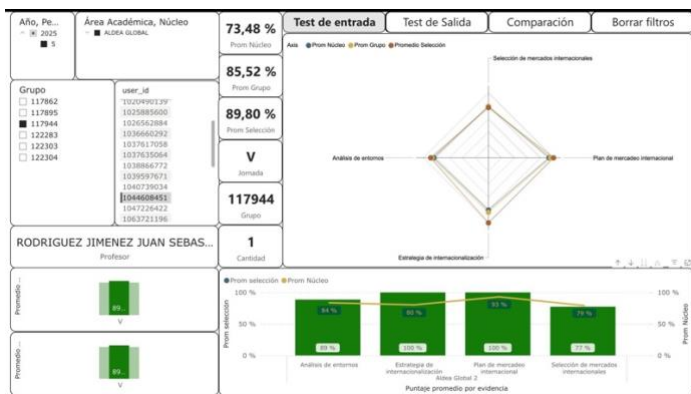 Año, Pe...
2025
5
Área Académica, Núcleo
ALDEA GLOBAL
73,48 %
Prom Núcleo
Test de entrada
Test de Salida
Comparación
Borrar filtros
Axis Prom Núcleo Prom Grupo Promedio Selección
Selección de mercados internacionales
Análisis de entornos
Plan de mercadeo internacional
Estrategia de internacionalización
85,52 %
Prom Grupo
89,80 %
Prom Selección
V
Jornada
117944
Grupo
1
Cantidad
Grupo
117862
117895
117944
122283
122303
122304
user_id
1020490139
1025885600
1026562884
1036660292
1037617058
1037635064
1038866772
1039597671
1040739034
1044608451
1047226422
1063721196
RODRIGUEZ JIMENEZ JUAN SEBAS...
Profesor
Promedio ...
89...
V
Promedio ...
89...
V
Prom selección Prom Núcleo
Prom selección
100 %
50 %
0 %
84 %
80 %
93 %
79 %
89 %
100 %
100 %
77 %
100 %
50 %
0 %
Prom Núcleo
Análisis de entornos
Estrategia de internacionalización
Plan de mercadeo internacional
Selección de mercados internacionales
Aldea Global 2
Puntaje promedio por evidencia